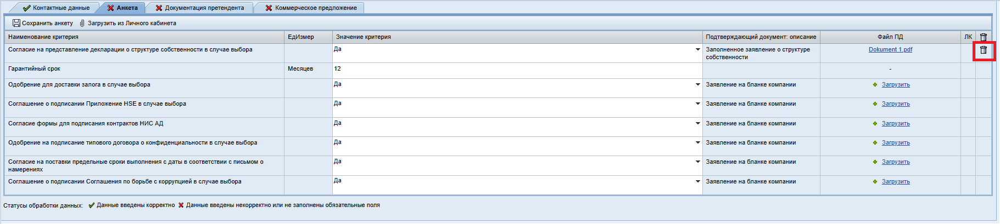 Контактные данные Анкета Документация претендента Коммерческое предложение
Сохранить анкету Загрузить из Личного кабинета
Наименование критерия ЕдИзмер Значение критерия Подтверждающий документ: описание Файл ПД ЛК
Согласие на представление декларации о структуре собственности в случае выбора Да Заполненное заявление о структуре Dokument 1.pdf
собственности
Гарантийный срок Месяцев 12 -
Одобрение для доставки залога в случае выбора Да Заявление на бланке компании Загрузить
Соглашение о подписании Приложение HSE в случае выбора Да Заявление на бланке компании Загрузить
Согласие формы для подписания контрактов НИС АД Да Заявление на бланке компании Загрузить
Одобрение на подписание типового договора о конфиденциальности в случае выбора Да Заявление на бланке компании Загрузить
Согласие на поставки предельные сроки выполнения с даты в соответствии с письмом о Да Заявление на бланке компании Загрузить
намерениях
Соглашение о подписании Соглашения по борьбе с коррупцией в случае выбора Да Заявление на бланке компании Загрузить
Статусы обработки данных: Данные введены корректно Данные введены некорректно или не заполнены обязательные поля